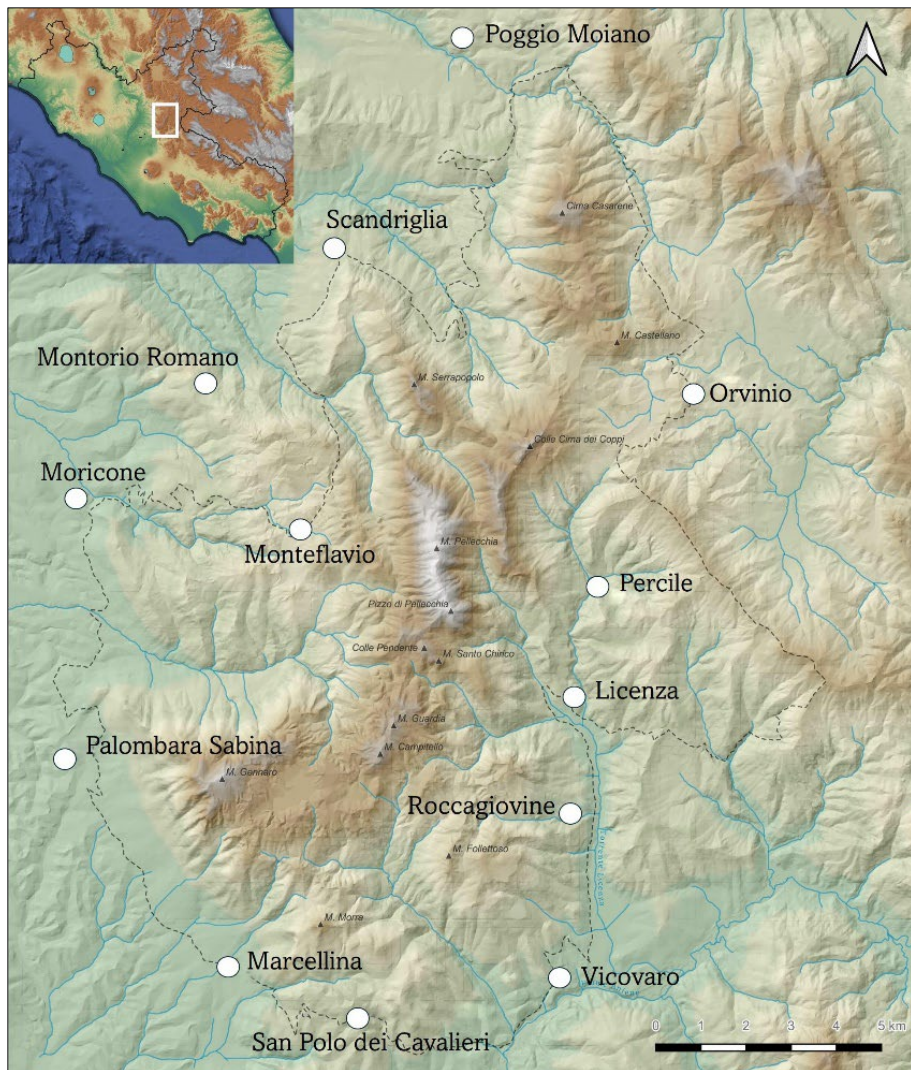 Poggio Moiano
Cima Casarene
Scandriglia
M. Castellano
Montorio Romano
M. Serrapopolo
Orvinio
Colle Cima dei Coppi
Moricone
Monteflavio
M. Pellecchia
Percile
Pizzo di Pellecchia
Colle Pendente
M. Santo Chirico
Licenza
M. Guardia
Palombara Sabina
M. Campitello
M. Gennaro
Roccagiovine
M. Follettoso
M. Morra
Marcellina
Vicovaro
San Polo dei Cavalieri
0 1 2 3 4 5 km